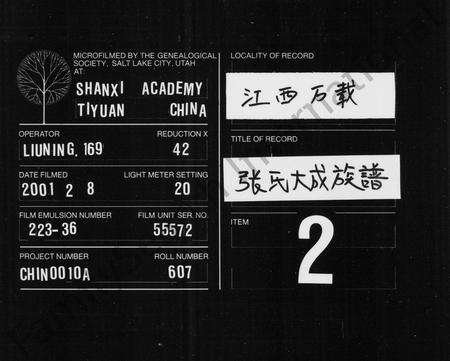 MICROFILMED BY THE GENEALOGICAL
SOCIETY, SALT LAKE CITY, UTAH
AT:
SHANXI ACADEMY
TIYUAN CHINA
OPERATOR
REDUCTION X
LIUNING, 169
42
DATE FILMED
LIGHT METER SETTING
2001 2 8
20
FILM EMULSION NUMBER
FILM UNIT SER. NO.
223-36
55572
PROJECT NUMBER
ROLL NUMBER
CHIN0010A
607
LOCALITY OF RECORD
江西万载
TITLE OF RECORD
张氏大成族譜
ITEM
2